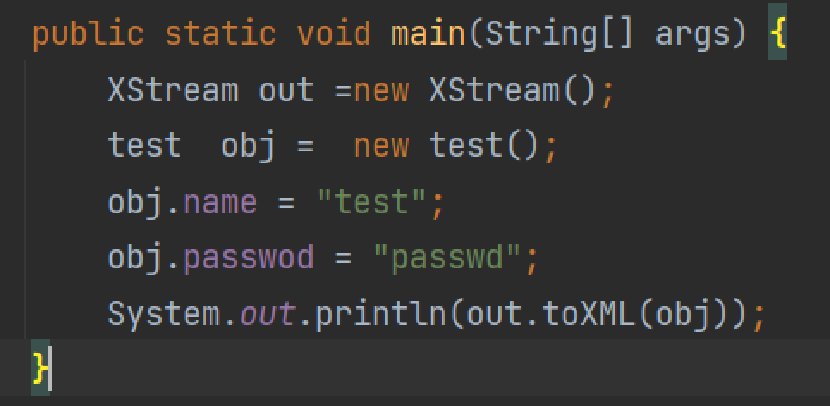 public static void main(String[] args) {
XStream out =new XStream();
test  obj =  new test();
obj.name = "test";
obj.passwod = "passwd";
System.out.println(out.toXML(obj));
}